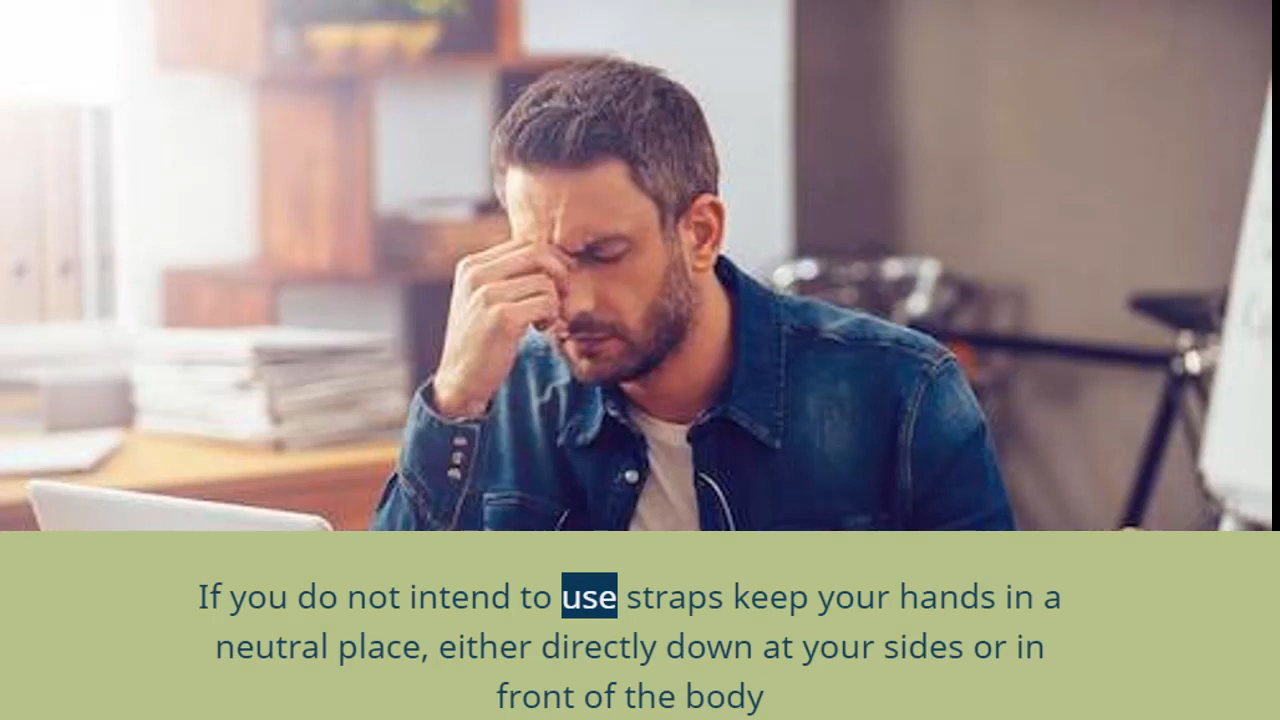 If you do not intend to use straps keep your hands in a
neutral place, either directly down at your sides or in
front of the body